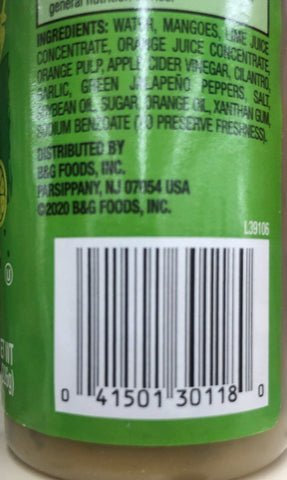 general nutrition
INGREDIENTS: WATER, MANGOES, LIME JUICE
CONCENTRATE, ORANGE JUICE CONCENTRATE,
ORANGE PULP, APPLE CIDER VINEGAR, CILANTRO,
GARLIC, GREEN JALAPEÑO PEPPERS, SALT,
SOYBEAN OIL, SUGAR, ORANGE OIL, XANTHAN GUM,
SODIUM BENZOATE (TO PRESERVE FRESHNESS).
DISTRIBUTED BY
B&G FOODS, INC.
PARSIPPANY, NJ 07054 USA
©2020 B&G FOODS, INC.
L39106
U
0 41501 30118 0